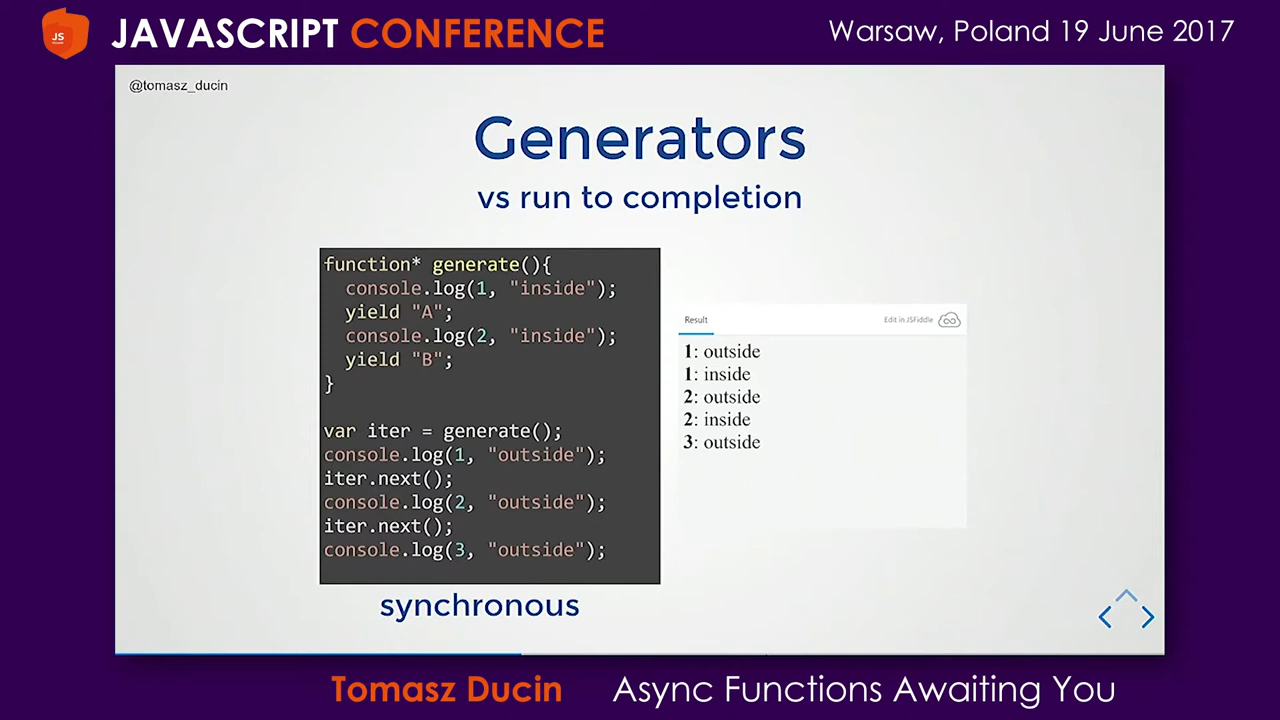 JS
JAVASCRIPT CONFERENCE
Warsaw, Poland 19 June 2017
@tomasz_ducin
Generators
vs run to completion
function* generate(){
  console.log(1, "inside");
  yield "A";
  console.log(2, "inside");
  yield "B";
}
var iter = generate();
console.log(1, "outside");
iter.next();
console.log(2, "outside");
iter.next();
console.log(3, "outside");
Result
Edit in JSFiddle
1: outside
1: inside
2: outside
2: inside
3: outside
synchronous
Tomasz Ducin
Async Functions Awaiting You